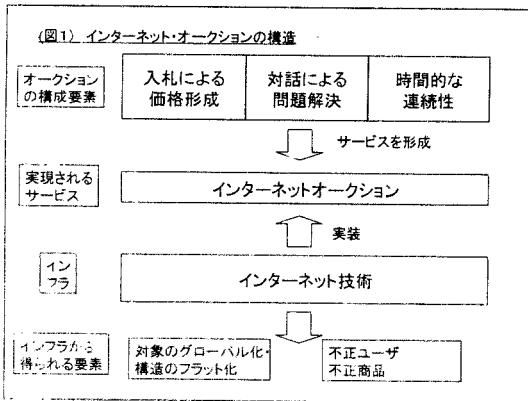 (図1) インターネット・オークションの構造
オークション
の構成要素
入札による
価格形成
対話による
問題解決
時間的な
連続性
サービスを形成
実現される
サービス
インターネットオークション
実装
イン
フラ
インターネット技術
インフラから
得られる要素
対象のグローバル化・
構造のフラット化
不正ユーザ
不正商品